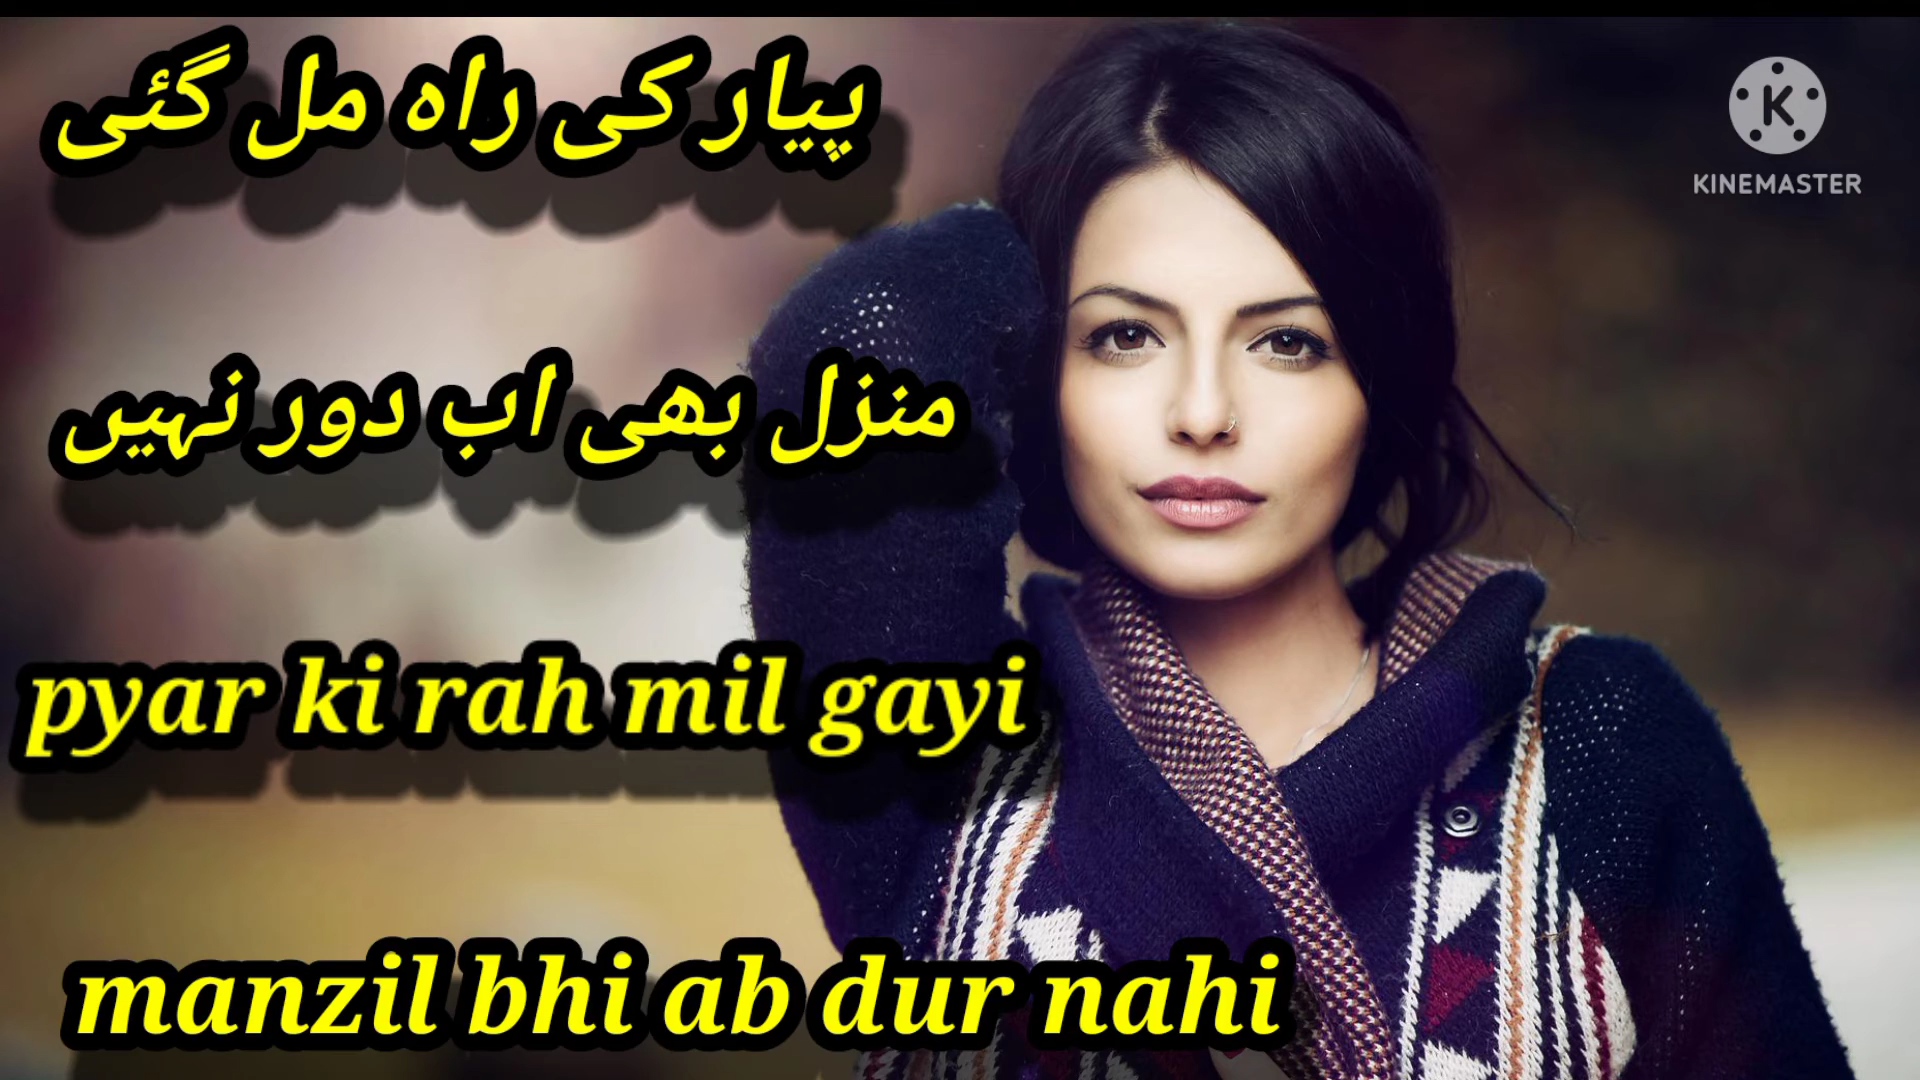 پیار کی راہ مل گئی
منزل بھی اب دور نہیں
pyar ki rah mil gayi
manzil bhi ab dur nahi
K
KINEMASTER